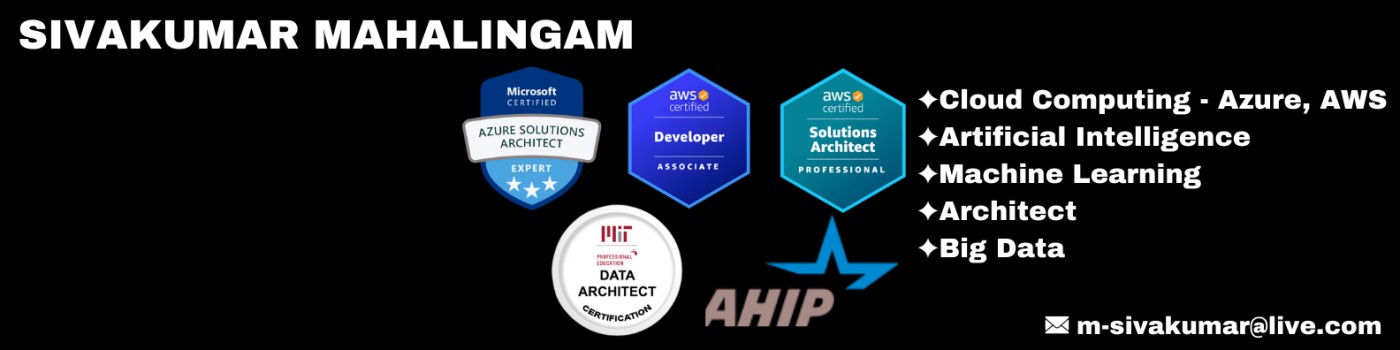 SIVAKUMAR MAHALINGAM
Microsoft
CERTIFIED
AZURE SOLUTIONS
ARCHITECT
EXPERT
aws
certified
Developer
ASSOCIATE
aws
certified
Solutions
Architect
PROFESSIONAL
MiT
PROFESSIONAL
EDUCATION
DATA
ARCHITECT
CERTIFICATION
AHIP
✦Cloud Computing - Azure, AWS
✦Artificial Intelligence
✦Machine Learning
✦Architect
✦Big Data
m-sivakumar@live.com